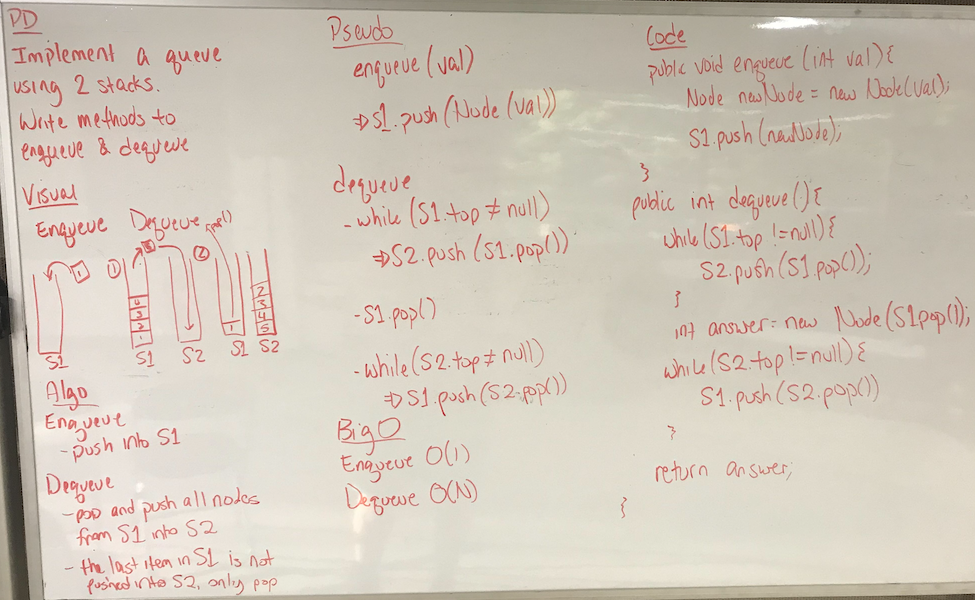 PD
Implement a queue
using 2 stacks.
Write methods to
enqueue & dequeue
Visual
Enqueue
1
S1
Dequeue
pop()
1
5
4
3
2
1
S1
S2
2
1
S1
2
3
4
5
S2
Algo
Enqueue
- push into S1
Dequeue
- pop and push all nodes
from S1 into S2
- the last item in S1 is not
pushed into S2, only pop
Pseudo
enqueue (val)
⇒ S1.push (Node (val))
dequeue
- while (S1.top ≠ null)
⇒ S2.push (S1.pop())
- S1.pop()
- while (S2.top ≠ null)
⇒ S1.push (S2.pop())
Big O
Enqueue O(1)
Dequeue O(N)
Code
public void enqueue (int val) {
Node newNode = new Node(val);
S1.push (newNode);
}
public int dequeue () {
while (S1.top != null) {
S2.push (S1.pop());
}
int answer = new Node (S1pop();
while (S2.top != null) {
S1.push (S2.pop())
}
return answer;
}